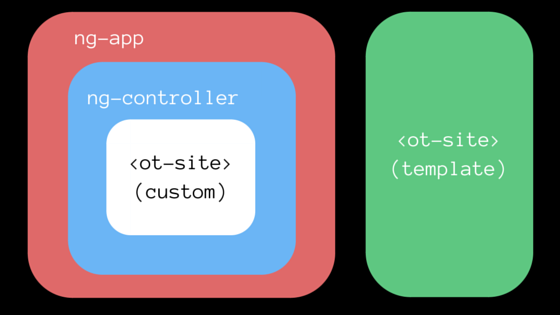 ng-app
ng-controller
<ot-site>
(custom)
<ot-site>
(template)